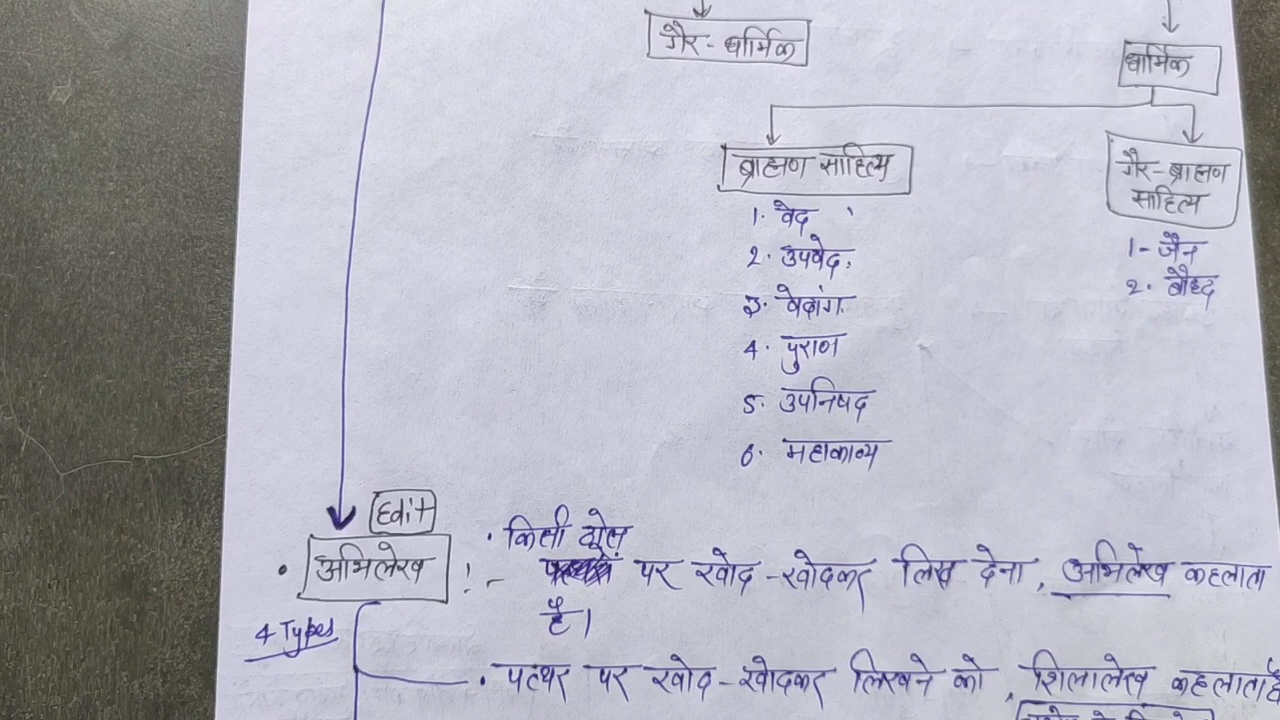 गैर-धार्मिक
धार्मिक
ब्राह्मण साहित्य
1. वेद
2. उपवेद
3. वेदांग
4. पुराण
5. उपनिषद
6. महाकाव्य
गैर-ब्राह्मण
साहित्य
1- जैन
2. बौद्ध
Edit
• अभिलेख !-
4 Types
• किसी ठोस
पर खोद-खोदकर लिख देना, अभिलेख कहलाता
है।
• पत्थर पर खोद-खोदकर लिखने को, शिलालेख कहलाता है